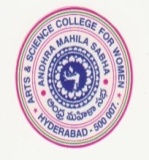 ARTS & SCIENCE COLLEGE FOR WOMEN
ANDHRA MAHILA SABHA
ఆంధ్ర మహిళా సభ
HYDERABAD - 500 007.